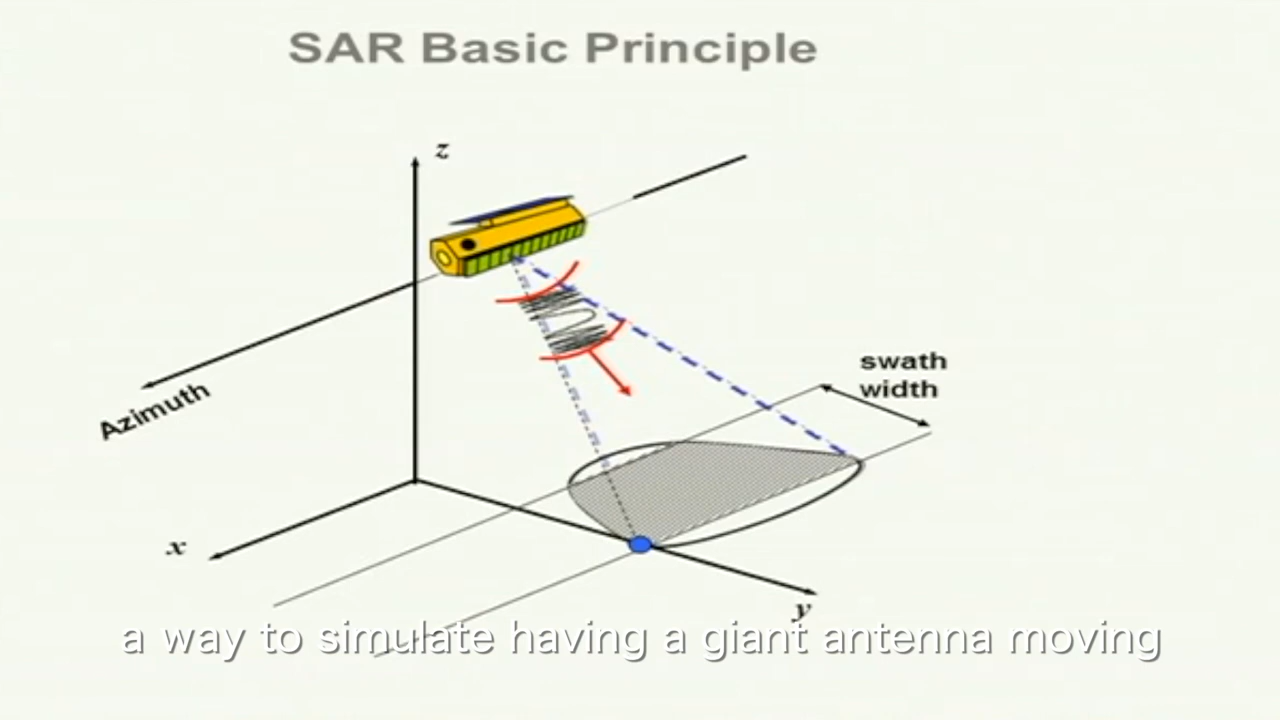 SAR Basic Principle
z
swath
width
Azimuth
x
y
a way to simulate having a giant antenna moving